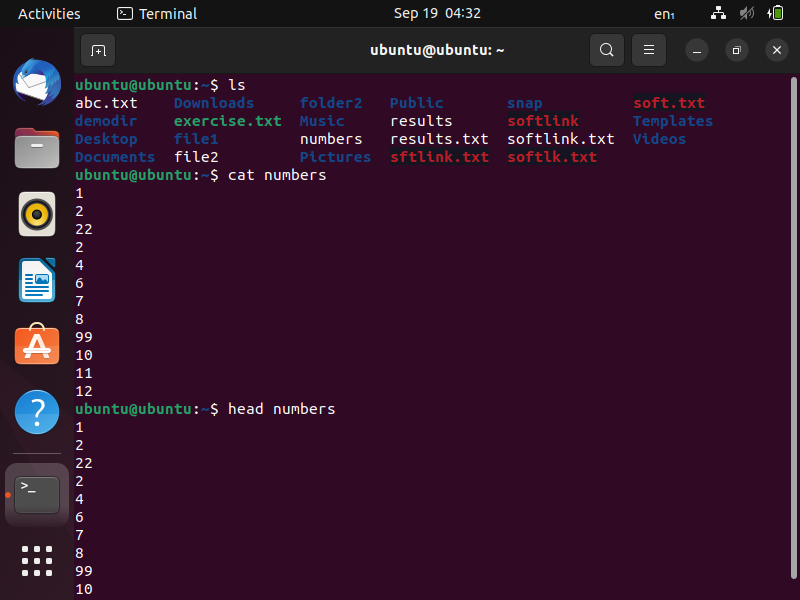 Activities Terminal Sep 19 04:32 en₁
ubuntu@ubuntu: ~
ubuntu@ubuntu:~$ ls
abc.txt Downloads folder2 Public snap soft.txt
demodir exercise.txt Music results softlink Templates
Desktop file1 numbers results.txt softlink.txt Videos
Documents file2 Pictures sftlink.txt softlk.txt
ubuntu@ubuntu:~$ cat numbers
1
2
22
2
4
6
7
8
99
10
11
12
ubuntu@ubuntu:~$ head numbers
1
2
22
2
4
6
7
8
99
10